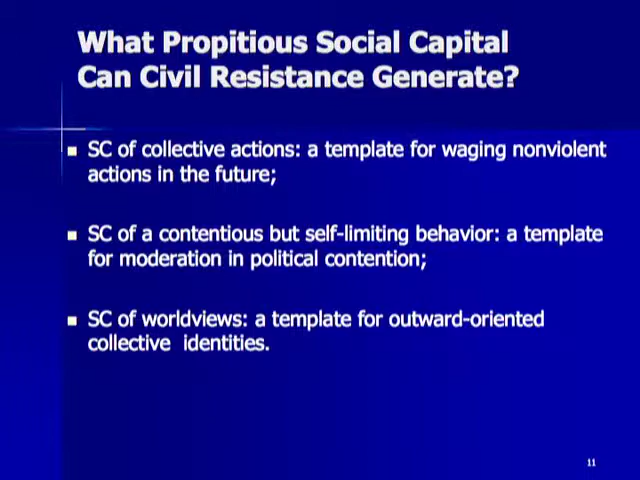 What Propitious Social Capital
Can Civil Resistance Generate?
SC of collective actions: a template for waging nonviolent
actions in the future;
SC of a contentious but self-limiting behavior: a template
for moderation in political contention;
SC of worldviews: a template for outward-oriented
collective identities.
11